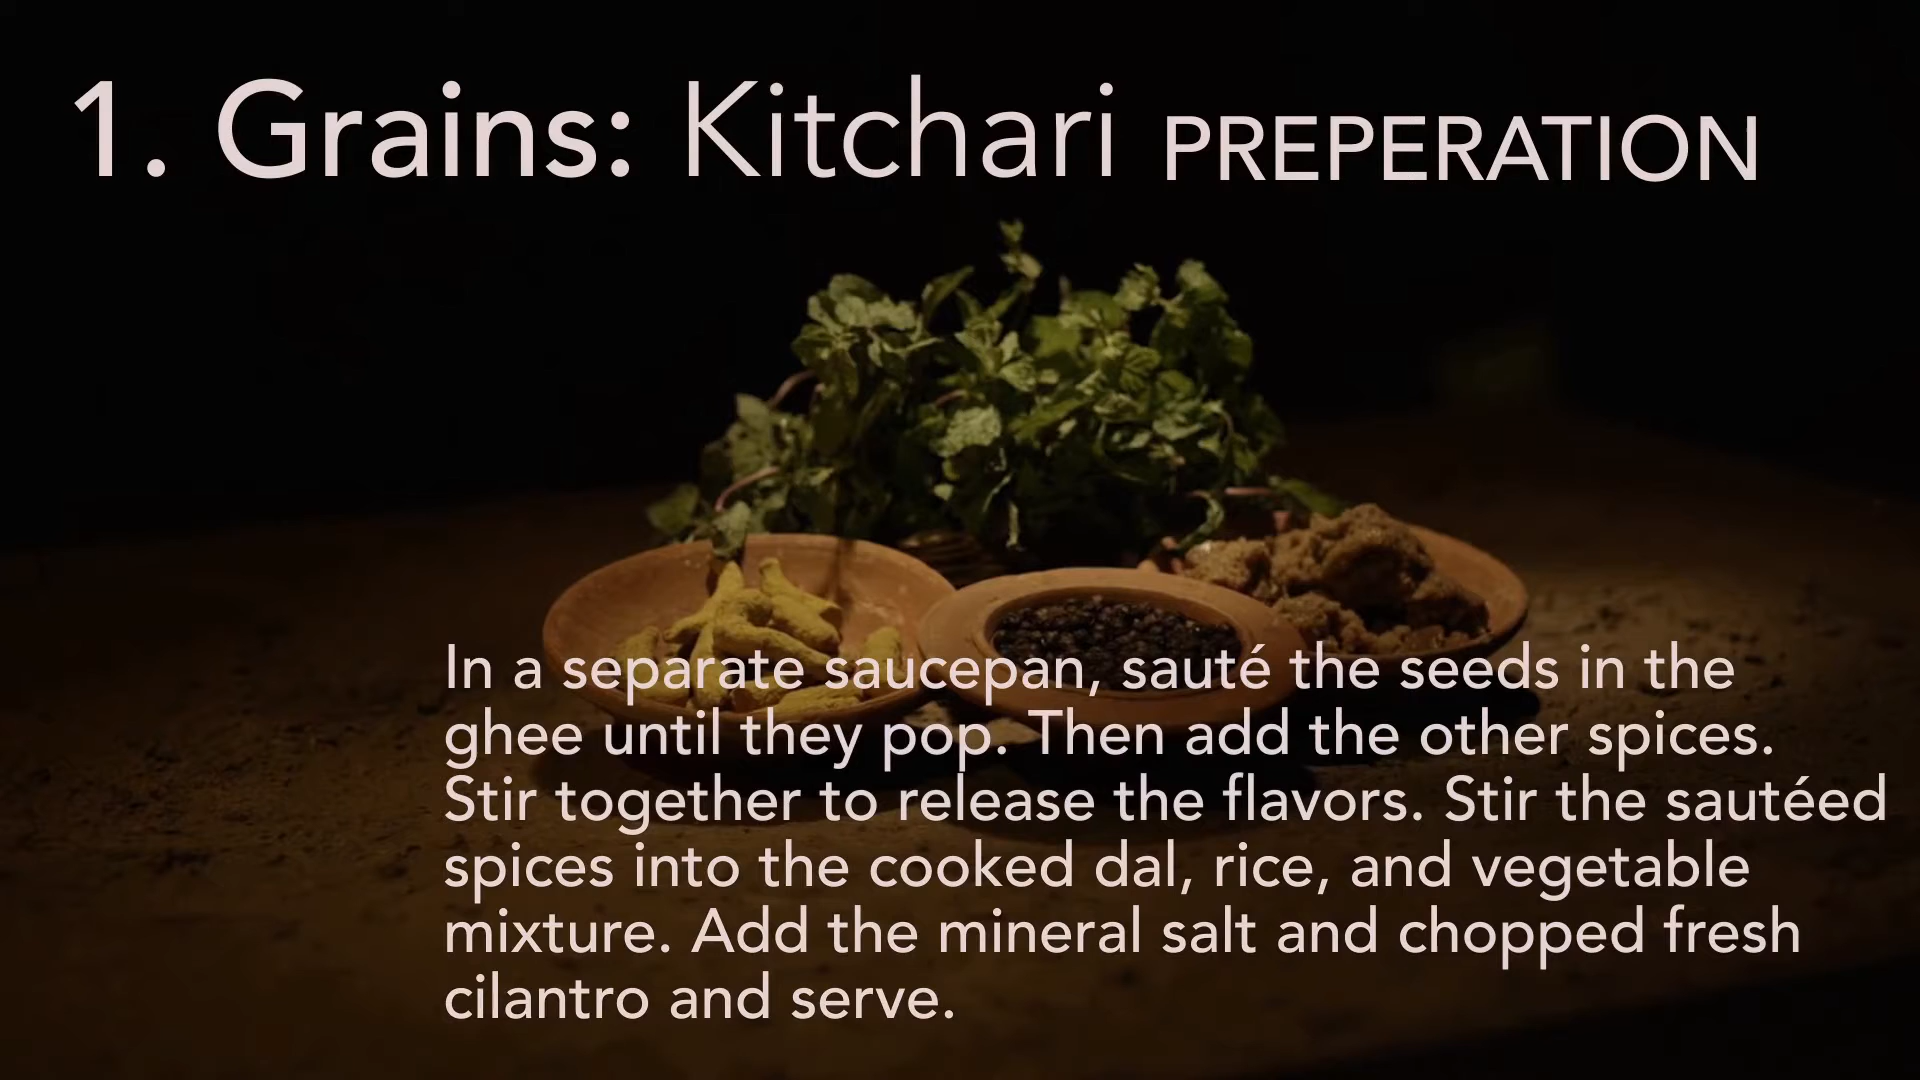 1. Grains: Kitchari PREPERATION
In a separate saucepan, sauté the seeds in the
ghee until they pop. Then add the other spices.
Stir together to release the flavors. Stir the sautéed
spices into the cooked dal, rice, and vegetable
mixture. Add the mineral salt and chopped fresh
cilantro and serve.